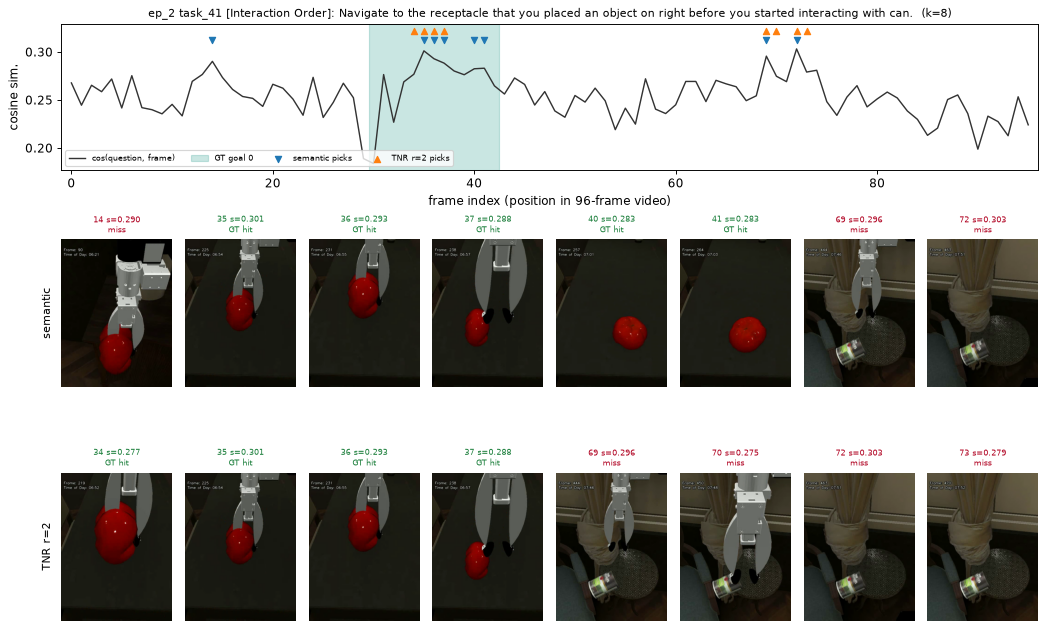 ep_2 task_41 [Interaction Order]: Navigate to the receptacle that you placed an object on right before you started interacting with can.  (k=8)
cosine sim.
0.30
0.25
0.20
cos(question, frame)
GT goal 0
semantic picks
TNR r=2 picks
0
20
40
60
80
frame index (position in 96-frame video)
14 s=0.290
miss
35 s=0.301
GT hit
36 s=0.293
GT hit
37 s=0.288
GT hit
40 s=0.283
GT hit
41 s=0.283
GT hit
69 s=0.296
miss
72 s=0.303
miss
semantic
34 s=0.277
GT hit
35 s=0.301
GT hit
36 s=0.293
GT hit
37 s=0.288
GT hit
69 s=0.296
miss
70 s=0.275
miss
72 s=0.303
miss
73 s=0.279
miss
TNR r=2